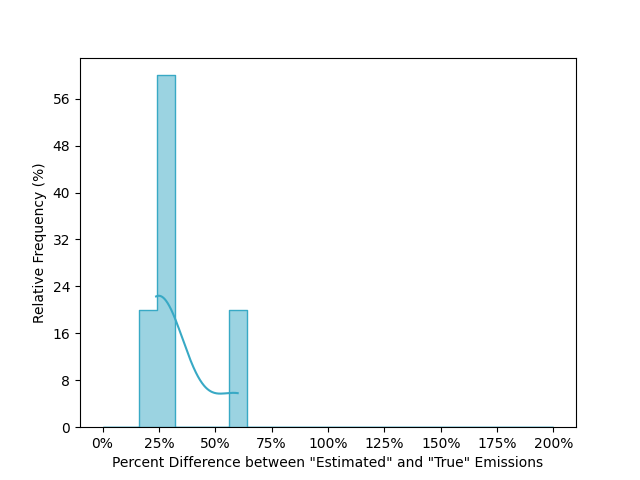 56
48
40
32
24
16
8
0
Relative Frequency (%)
0% 25% 50% 75% 100% 125% 150% 175% 200%
Percent Difference between "Estimated" and "True" Emissions